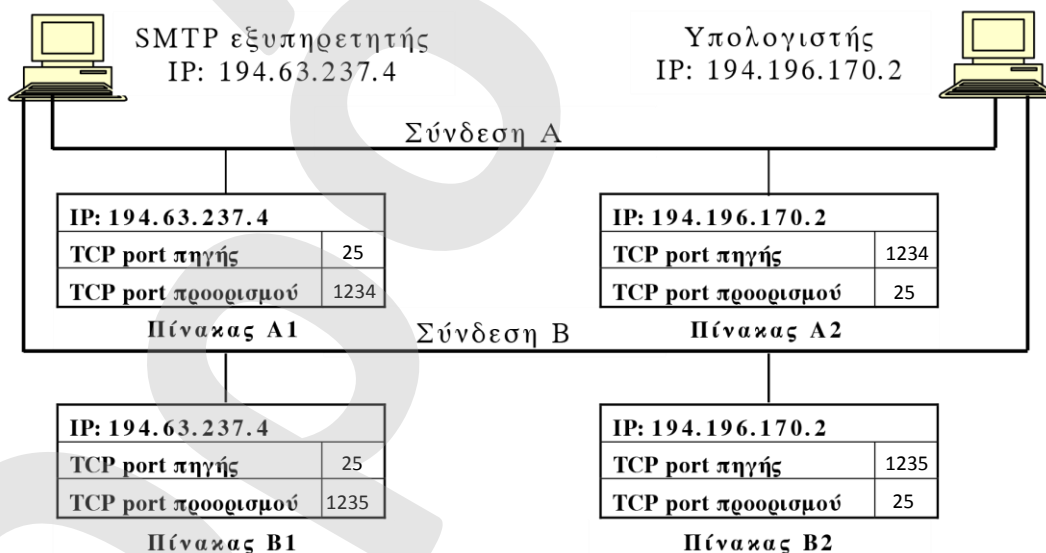 SMTP εξυπηρετητής
IP: 194.63.237.4
Υπολογιστής
IP: 194.196.170.2
Σύνδεση Α
IP: 194.63.237.4
TCP port πηγής 25
TCP port προορισμού 1234
Πίνακας Α1
IP: 194.196.170.2
TCP port πηγής 1234
TCP port προορισμού 25
Πίνακας Α2
Σύνδεση Β
IP: 194.63.237.4
TCP port πηγής 25
TCP port προορισμού 1235
Πίνακας Β1
IP: 194.196.170.2
TCP port πηγής 1235
TCP port προορισμού 25
Πίνακας Β2